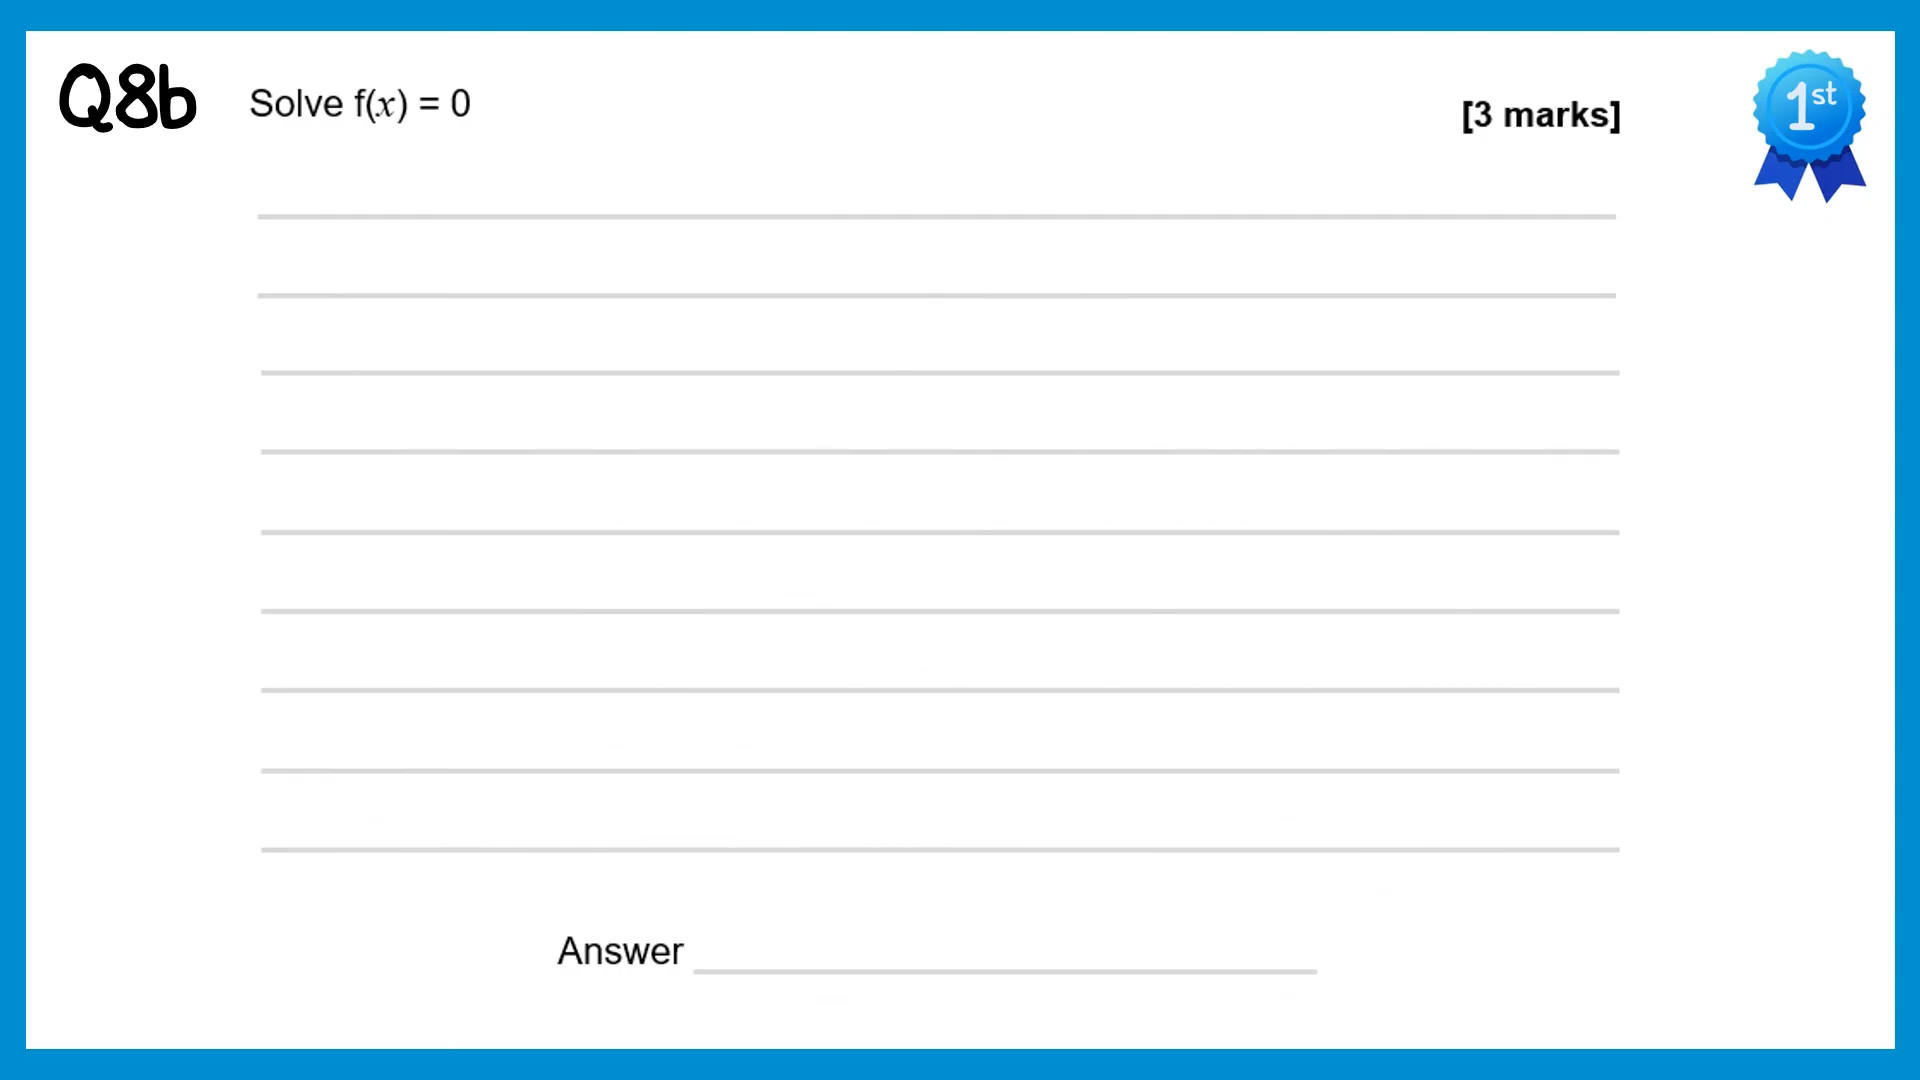 Q8b Solve f(x) = 0
[3 marks]
1st
Answer